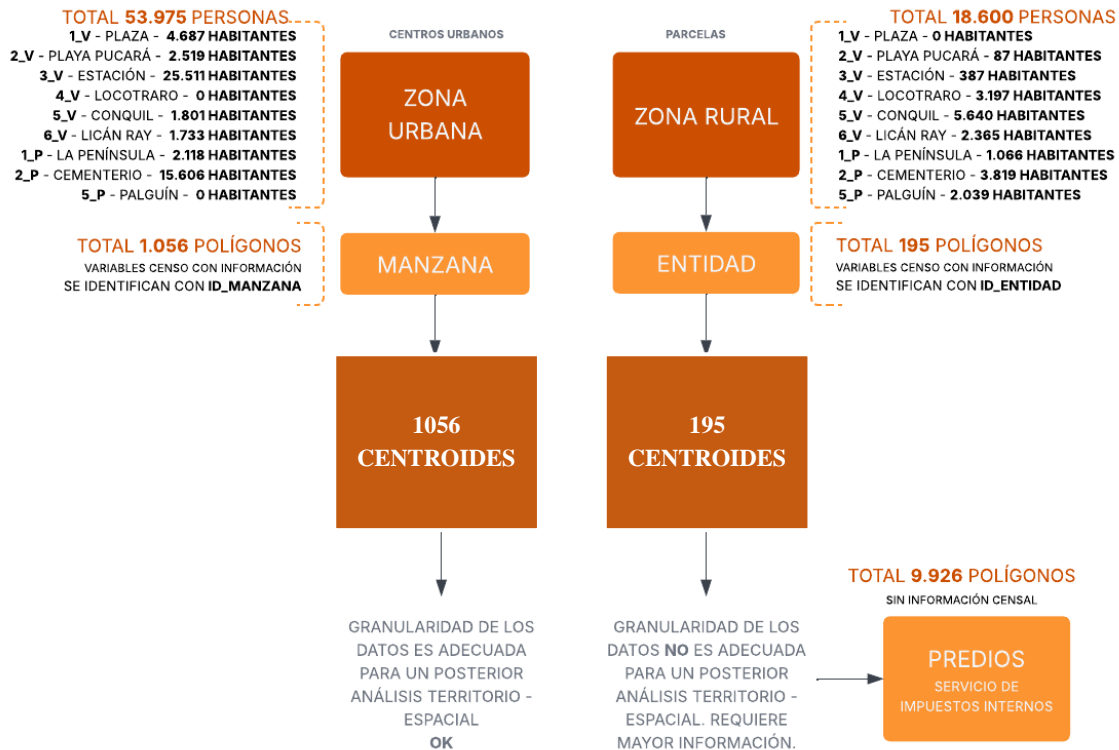 TOTAL 53.975 PERSONAS
1_V - PLAZA - 4.687 HABITANTES
2_V - PLAYA PUCARÁ - 2.519 HABITANTES
3_V - ESTACIÓN - 25.511 HABITANTES
4_V - LOCOTRARO - 0 HABITANTES
5_V - CONQUIL - 1.801 HABITANTES
6_V - LICÁN RAY - 1.733 HABITANTES
1_P - LA PENÍNSULA - 2.118 HABITANTES
2_P - CEMENTERIO - 15.606 HABITANTES
5_P - PALGUÍN - 0 HABITANTES
CENTROS URBANOS
ZONA
URBANA
PARCELAS
ZONA RURAL
TOTAL 18.600 PERSONAS
1_V - PLAZA - 0 HABITANTES
2_V - PLAYA PUCARÁ - 87 HABITANTES
3_V - ESTACIÓN - 387 HABITANTES
4_V - LOCOTRARO - 3.197 HABITANTES
5_V - CONQUIL - 5.640 HABITANTES
6_V - LICÁN RAY - 2.365 HABITANTES
1_P - LA PENÍNSULA - 1.066 HABITANTES
2_P - CEMENTERIO - 3.819 HABITANTES
5_P - PALGUÍN - 2.039 HABITANTES
TOTAL 1.056 POLÍGONOS
VARIABLES CENSO CON INFORMACIÓN
SE IDENTIFICAN CON ID_MANZANA
MANZANA
ENTIDAD
TOTAL 195 POLÍGONOS
VARIABLES CENSO CON INFORMACIÓN
SE IDENTIFICAN CON ID_ENTIDAD
1056
CENTROIDES
195
CENTROIDES
GRANULARIDAD DE LOS
DATOS ES ADECUADA
PARA UN POSTERIOR
ANÁLISIS TERRITORIO -
ESPACIAL
OK
GRANULARIDAD DE LOS
DATOS NO ES ADECUADA
PARA UN POSTERIOR
ANÁLISIS TERRITORIO -
ESPACIAL. REQUIERE
MAYOR INFORMACIÓN.
TOTAL 9.926 POLÍGONOS
SIN INFORMACIÓN CENSAL
PREDIOS
SERVICIO DE
IMPUESTOS INTERNOS